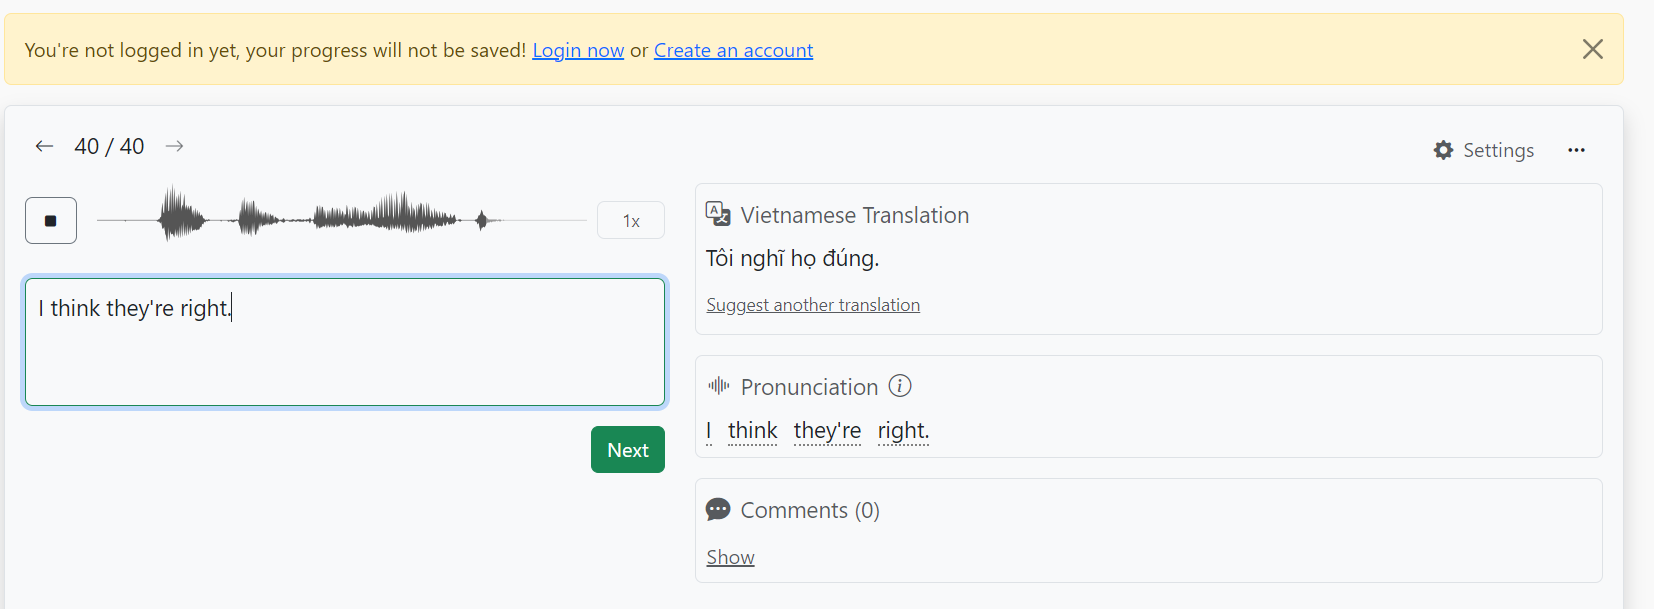 You're not logged in yet, your progress will not be saved! Login now or Create an account
40 / 40
Settings
1x
I think they're right.
Next
Vietnamese Translation
Tôi nghĩ họ đúng.
Suggest another translation
Pronunciation
I think they're right.
Comments (0)
Show